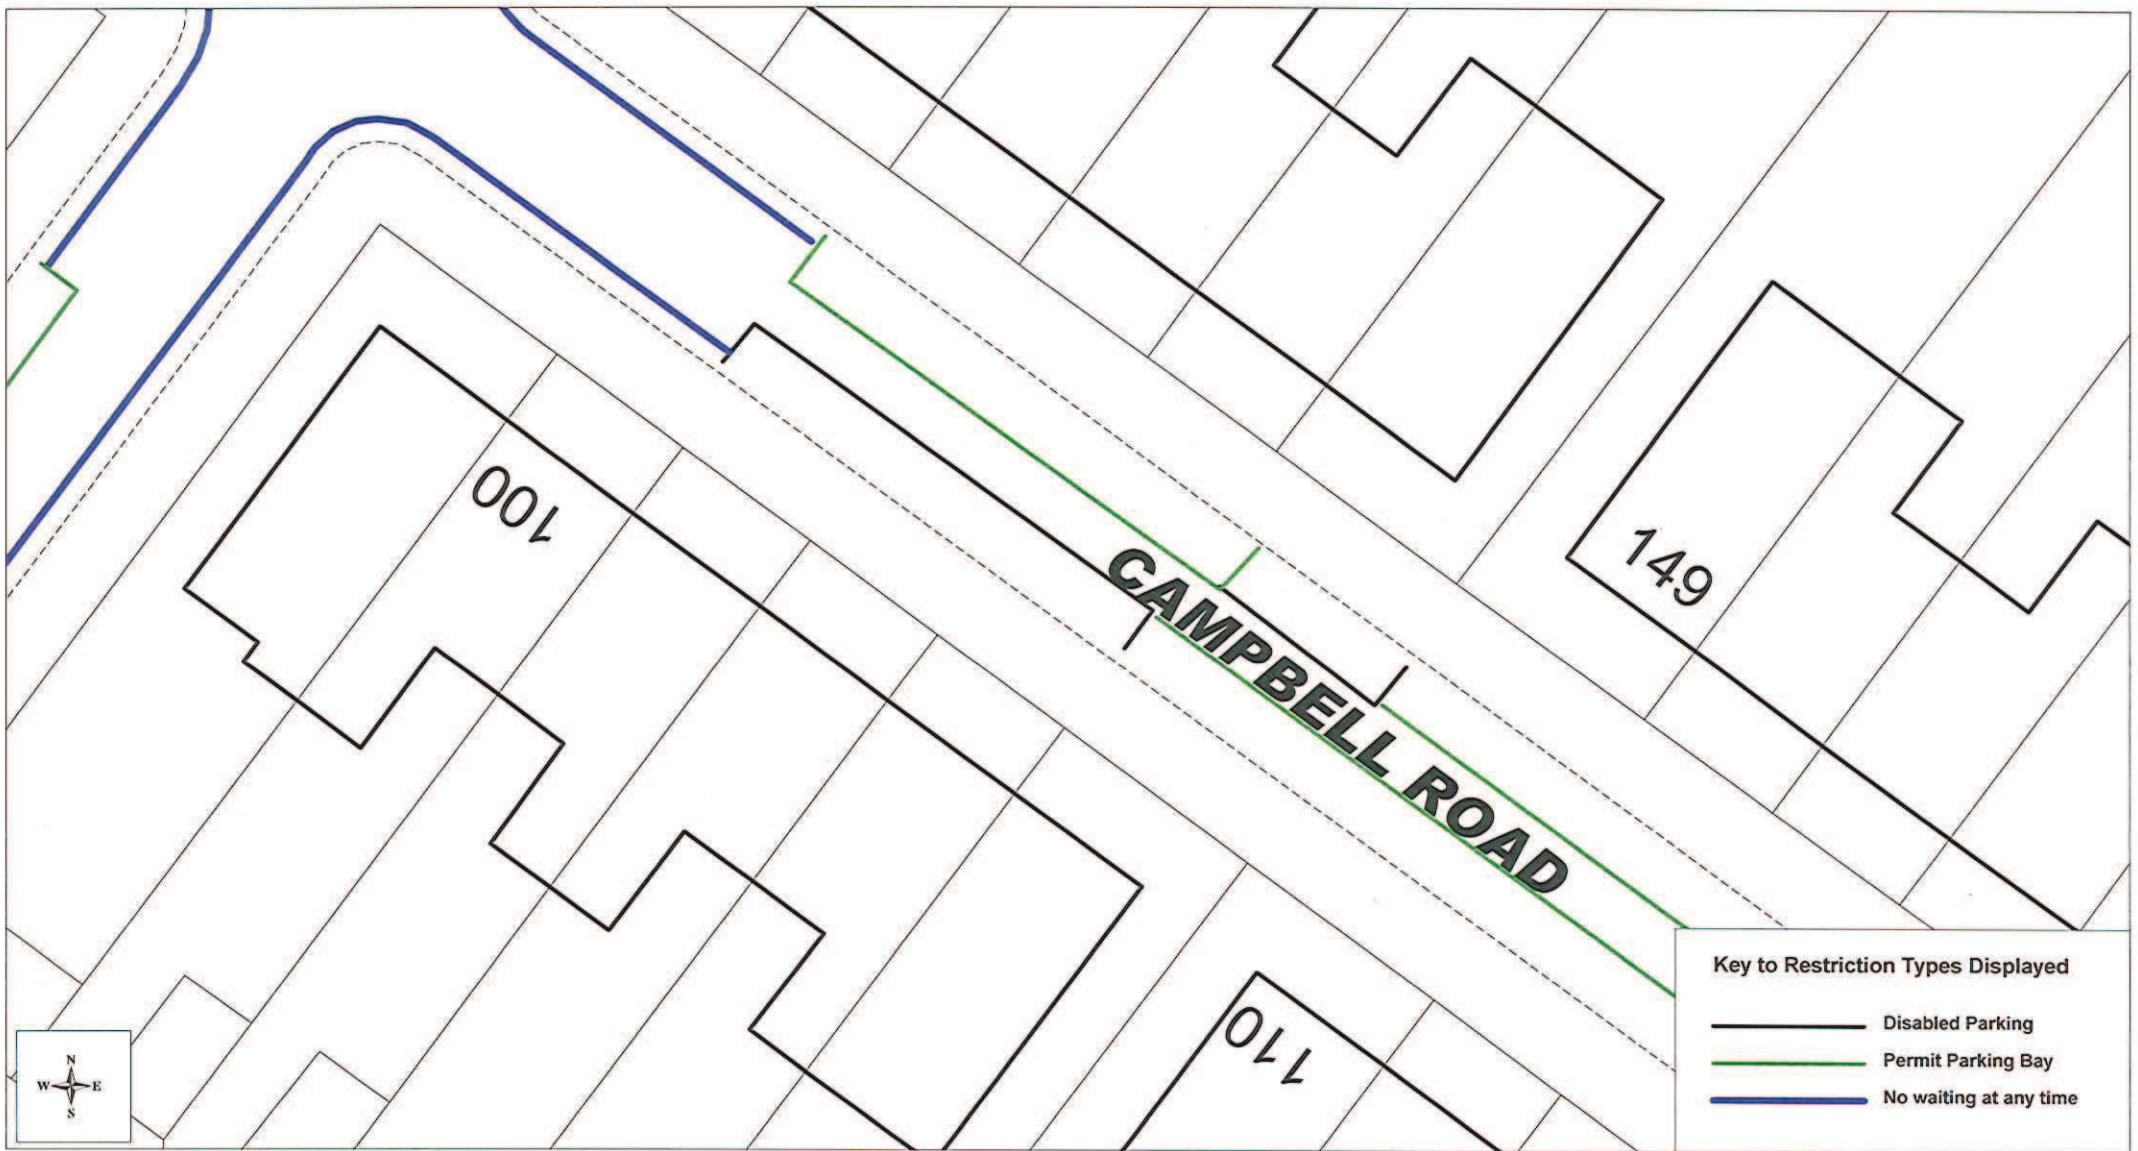 100
149
CAMPBELL ROAD
110
Key to Restriction Types Displayed
Disabled Parking
Permit Parking Bay
No waiting at any time
N
W E
S